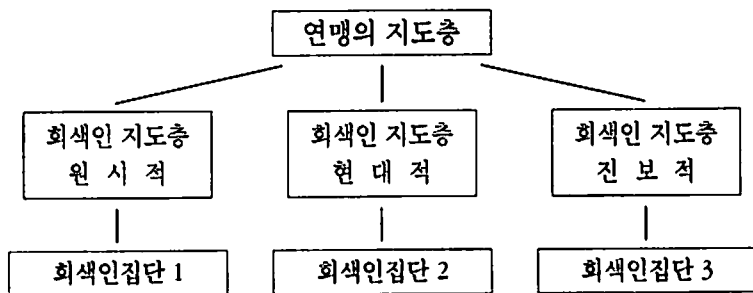 연맹의 지도층
회색인 지도층
원 시 적
회색인 지도층
현 대 적
회색인 지도층
진 보 적
회색인집단 1
회색인집단 2
회색인집단 3